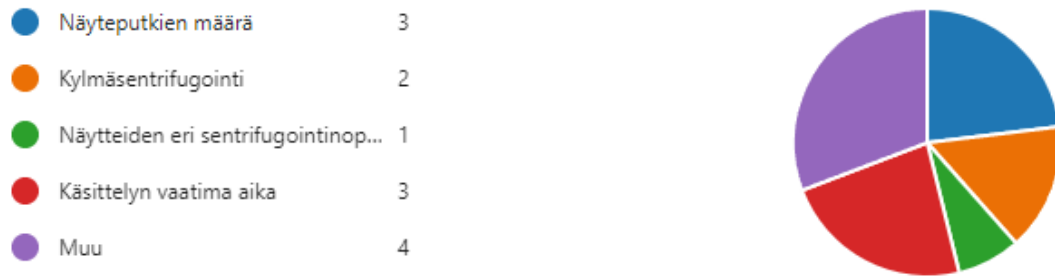 Näyteputkien määrä 3
Kylmäsentrifugointi 2
Näytteiden eri sentrifugointinop... 1
Käsittelyn vaatima aika 3
Muu 4